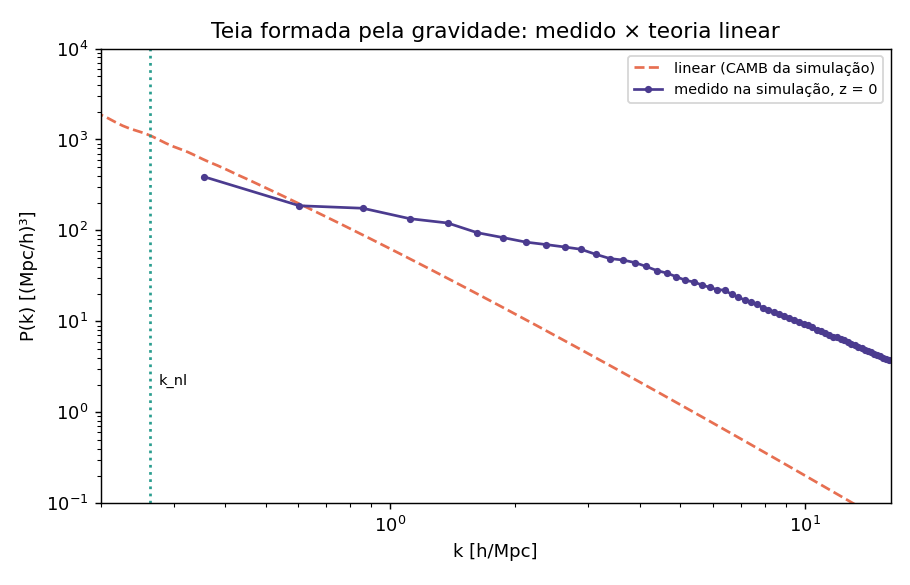 Teia formada pela gravidade: medido × teoria linear
linear (CAMB da simulação)
medido na simulação, z = 0
P(k) [(Mpc/h)³]
10⁴
10³
10²
10¹
10⁰
10⁻¹
k_nl
10⁰
10¹
k [h/Mpc]